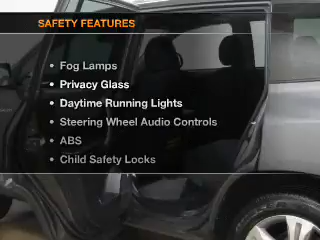 SAFETY FEATURES
• Fog Lamps
• Privacy Glass
• Daytime Running Lights
• Steering Wheel Audio Controls
• ABS
• Child Safety Locks